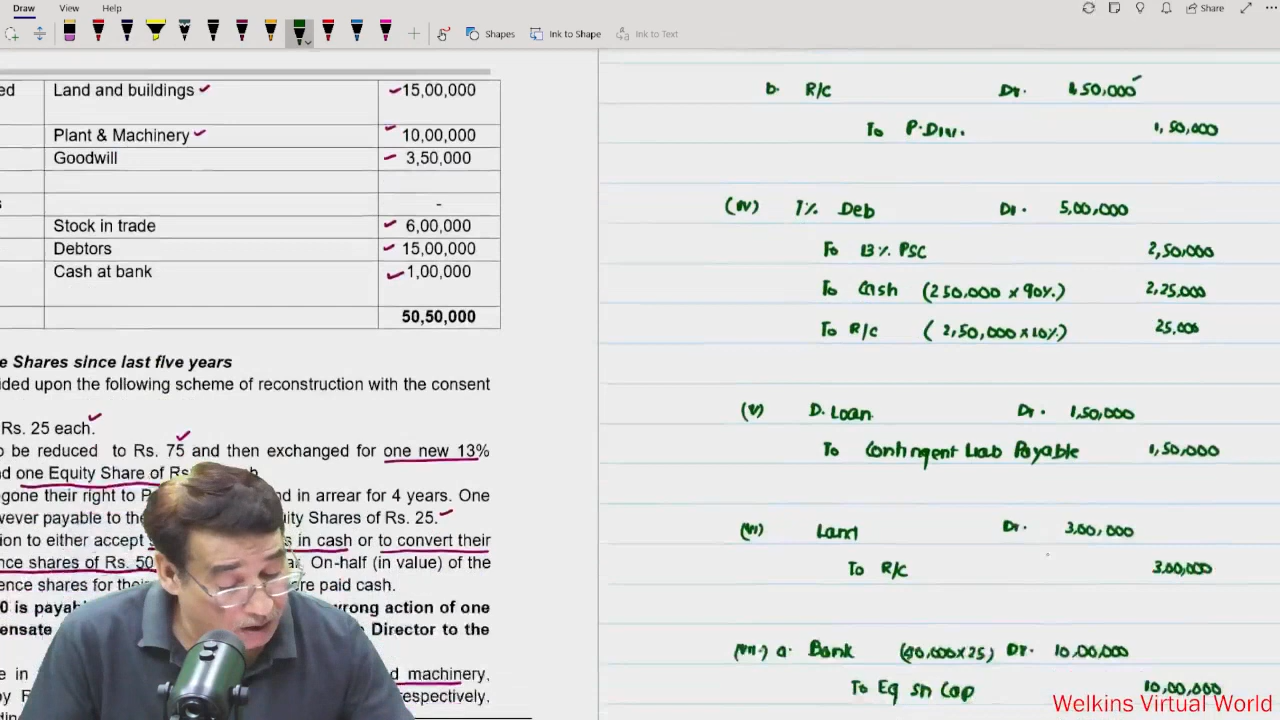 Draw View Help
Share
Shapes Ink to Shape Ink to Text
ed Land and buildings 15,00,000
Plant & Machinery 10,00,000
Goodwill 3,50,000
s -
Stock in trade 6,00,000
Debtors 15,00,000
Cash at bank 1,00,000
50,50,000
e Shares since last five years
ided upon the following scheme of reconstruction with the consent
Rs. 25 each.
o be reduced to Rs. 75 and then exchanged for one new 13%
nd one Equity Share of Rs
egone their right to P nd in arrear for 4 years. One
wever payable to the uity Shares of Rs 25.
ion to either accept s in cash or to convert their
nce shares of Rs. 50 ar. On-half (in value) of the
ence shares for their re paid cash.
0 is payab wrong action of one
ensate Director to the
e in d machinery,
by R respectively.
b. R/c Dr. 1,50,000
To P.Div. 1,50,000
(iv) 7% Deb Dr. 5,00,000
To 13% PSC 2,50,000
To Cash (250,000 x 90%) 2,25,000
To R/c (2,50,000 x 10%) 25,000
(v) D. Loan Dr. 1,50,000
To Contingent Liab Payable 1,50,000
(vi) Land Dr. 3,00,000
To R/c 3,00,000
(vii) a. Bank (40,000 x 25) Dr. 10,00,000
To Eq Sh Cap 10,00,000
Welkins Virtual World